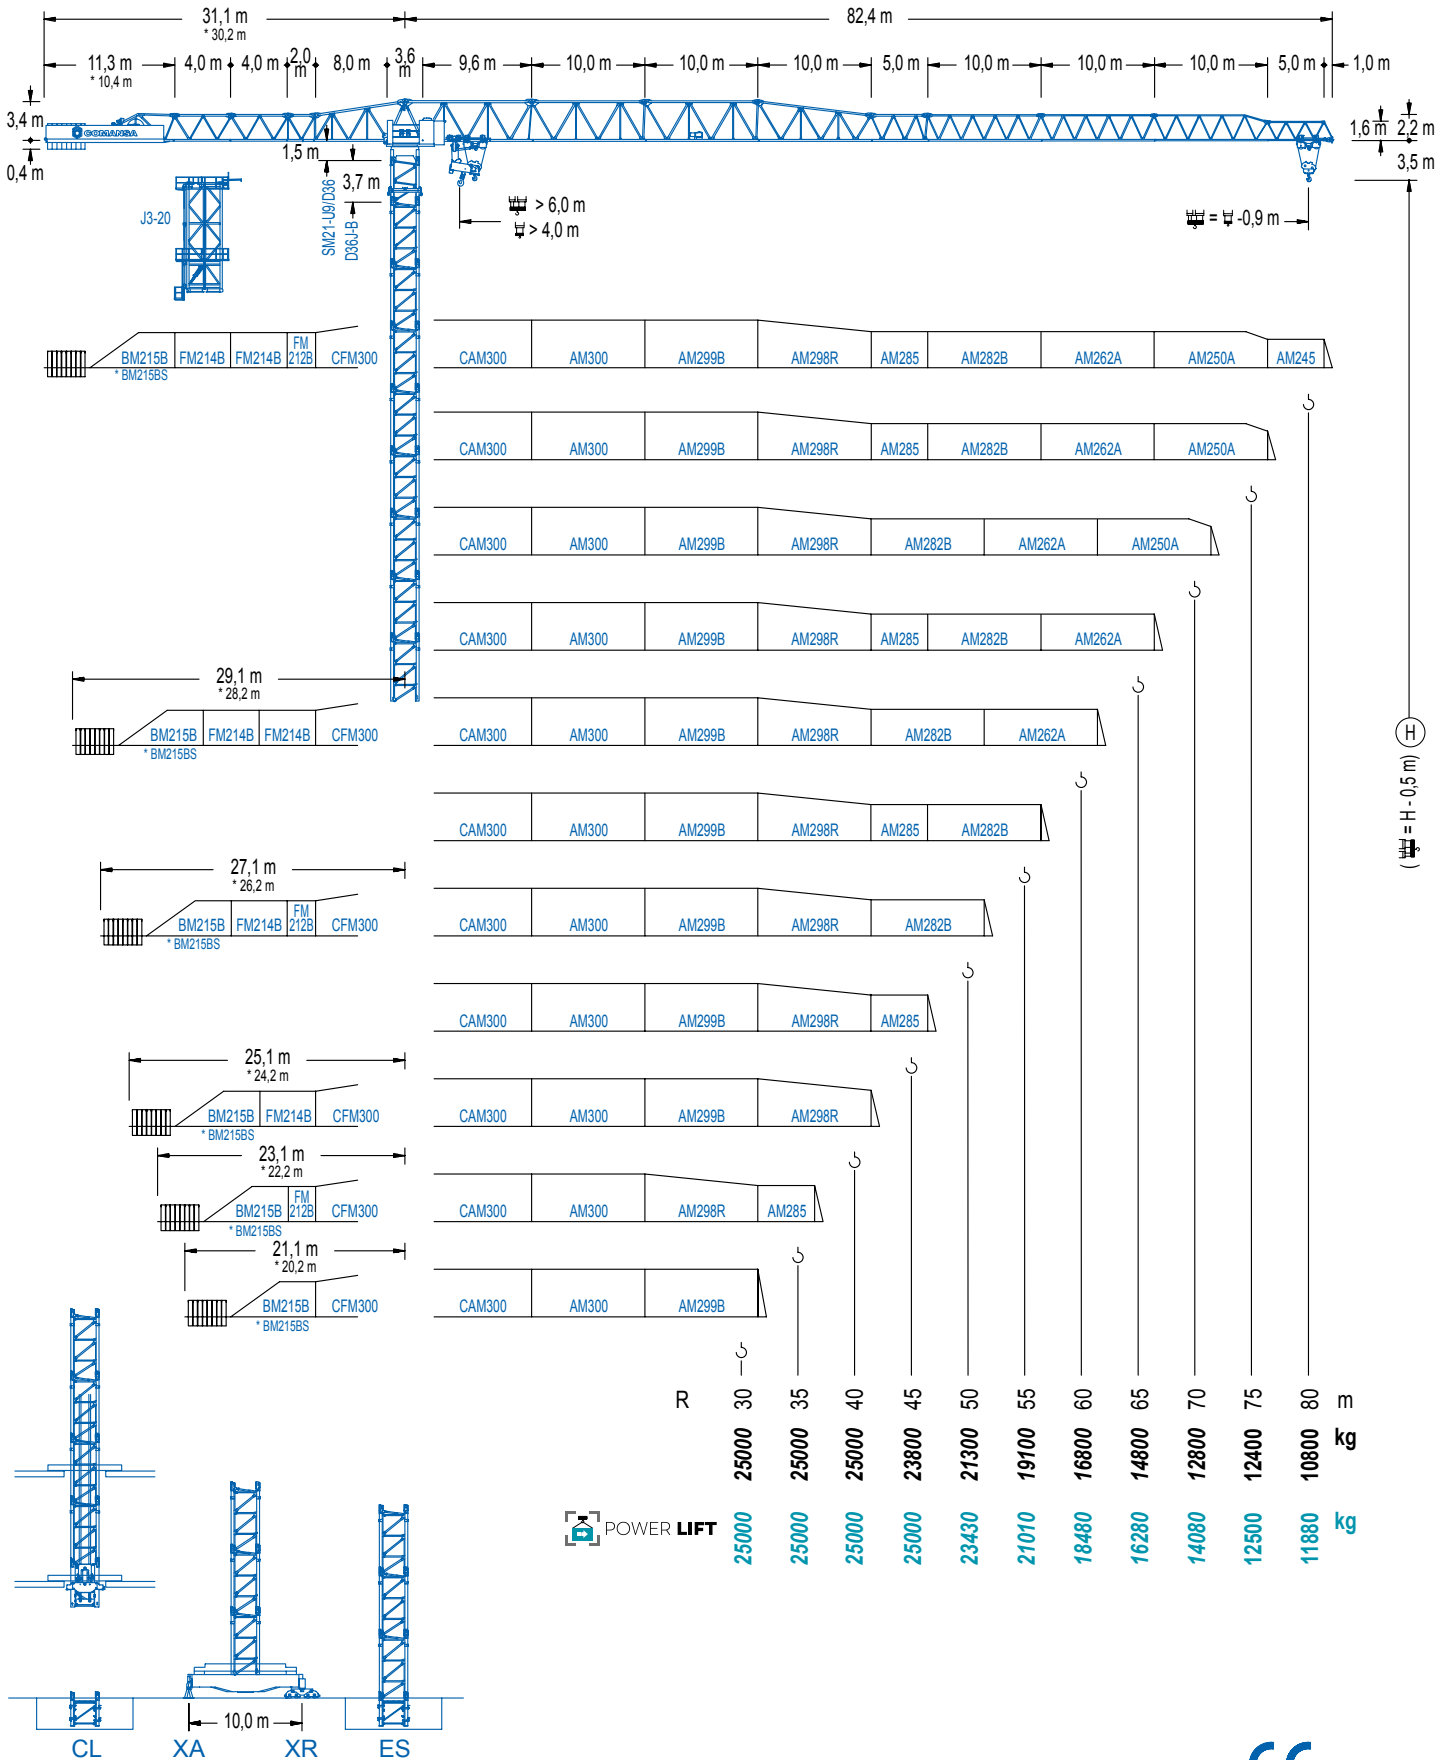 31,1 m
* 30,2 m
82,4 m
11,3 m
* 10,4 m
4,0 m
4,0 m
2,0 m
8,0 m
3,6 m
9,6 m
10,0 m
10,0 m
10,0 m
5,0 m
10,0 m
10,0 m
10,0 m
5,0 m
1,0 m
3,4 m
0,4 m
COMANSA
1,5 m
3,7 m
1,6 m
2,2 m
3,5 m
J3-20
SM21-U9/D36
D36J-B
> 6,0 m
> 4,0 m
= -0,9 m
BM215B FM214B FM214B FM 212B CFM300 CAM300 AM300 AM299B AM298R AM285 AM282B AM262A AM250A AM245
* BM215BS
CAM300 AM300 AM299B AM298R AM285 AM282B AM262A AM250A
CAM300 AM300 AM299B AM298R AM282B AM262A AM250A
CAM300 AM300 AM299B AM298R AM285 AM282B AM262A
29,1 m
* 28,2 m
BM215B FM214B FM214B CFM300 CAM300 AM300 AM299B AM298R AM282B AM262A
* BM215BS
H
( = H - 0,5 m)
CAM300 AM300 AM299B AM298R AM285 AM282B
27,1 m
* 26,2 m
BM215B FM214B FM 212B CFM300 CAM300 AM300 AM299B AM298R AM282B
* BM215BS
CAM300 AM300 AM299B AM298R AM285
25,1 m
* 24,2 m
BM215B FM214B CFM300 CAM300 AM300 AM299B AM298R
* BM215BS
23,1 m
* 22,2 m
BM215B FM 212B CFM300 CAM300 AM300 AM298R AM285
* BM215BS
21,1 m
* 20,2 m
BM215B CFM300 CAM300 AM300 AM299B
* BM215BS
R 30 35 40 45 50 55 60 65 70 75 80 m
25000 25000 25000 23800 21300 19100 16800 14800 12800 12400 10800 kg
POWER LIFT 25000 25000 25000 25000 23430 21010 18480 16280 14080 12500 11880 kg
10,0 m
CL XA XR ES